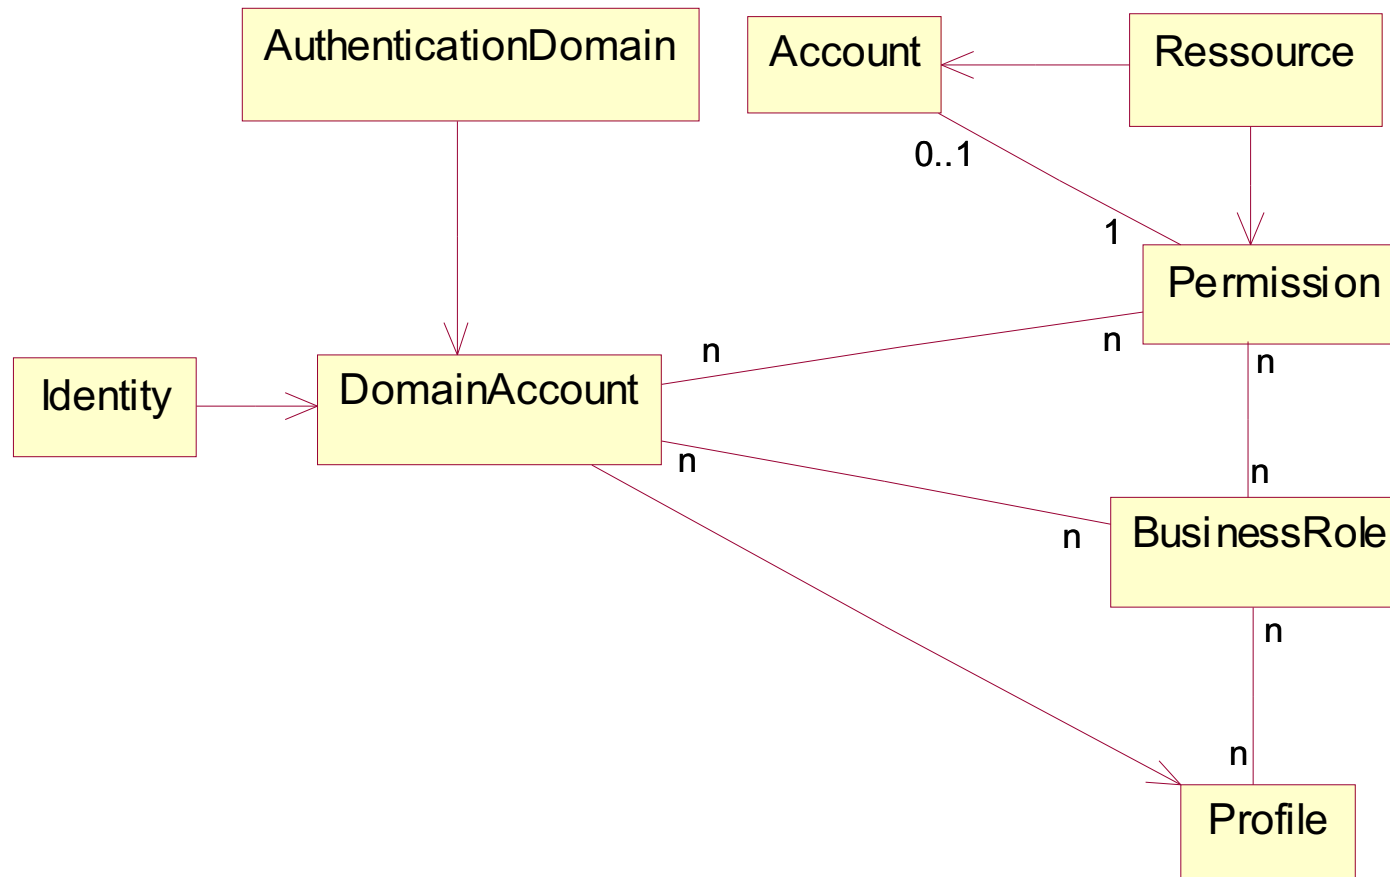 AuthenticationDomain
Account
Ressource
0..1
1
Permission
n
n
n
Identity
DomainAccount
n
n
n
BusinessRole
n
n
Profile